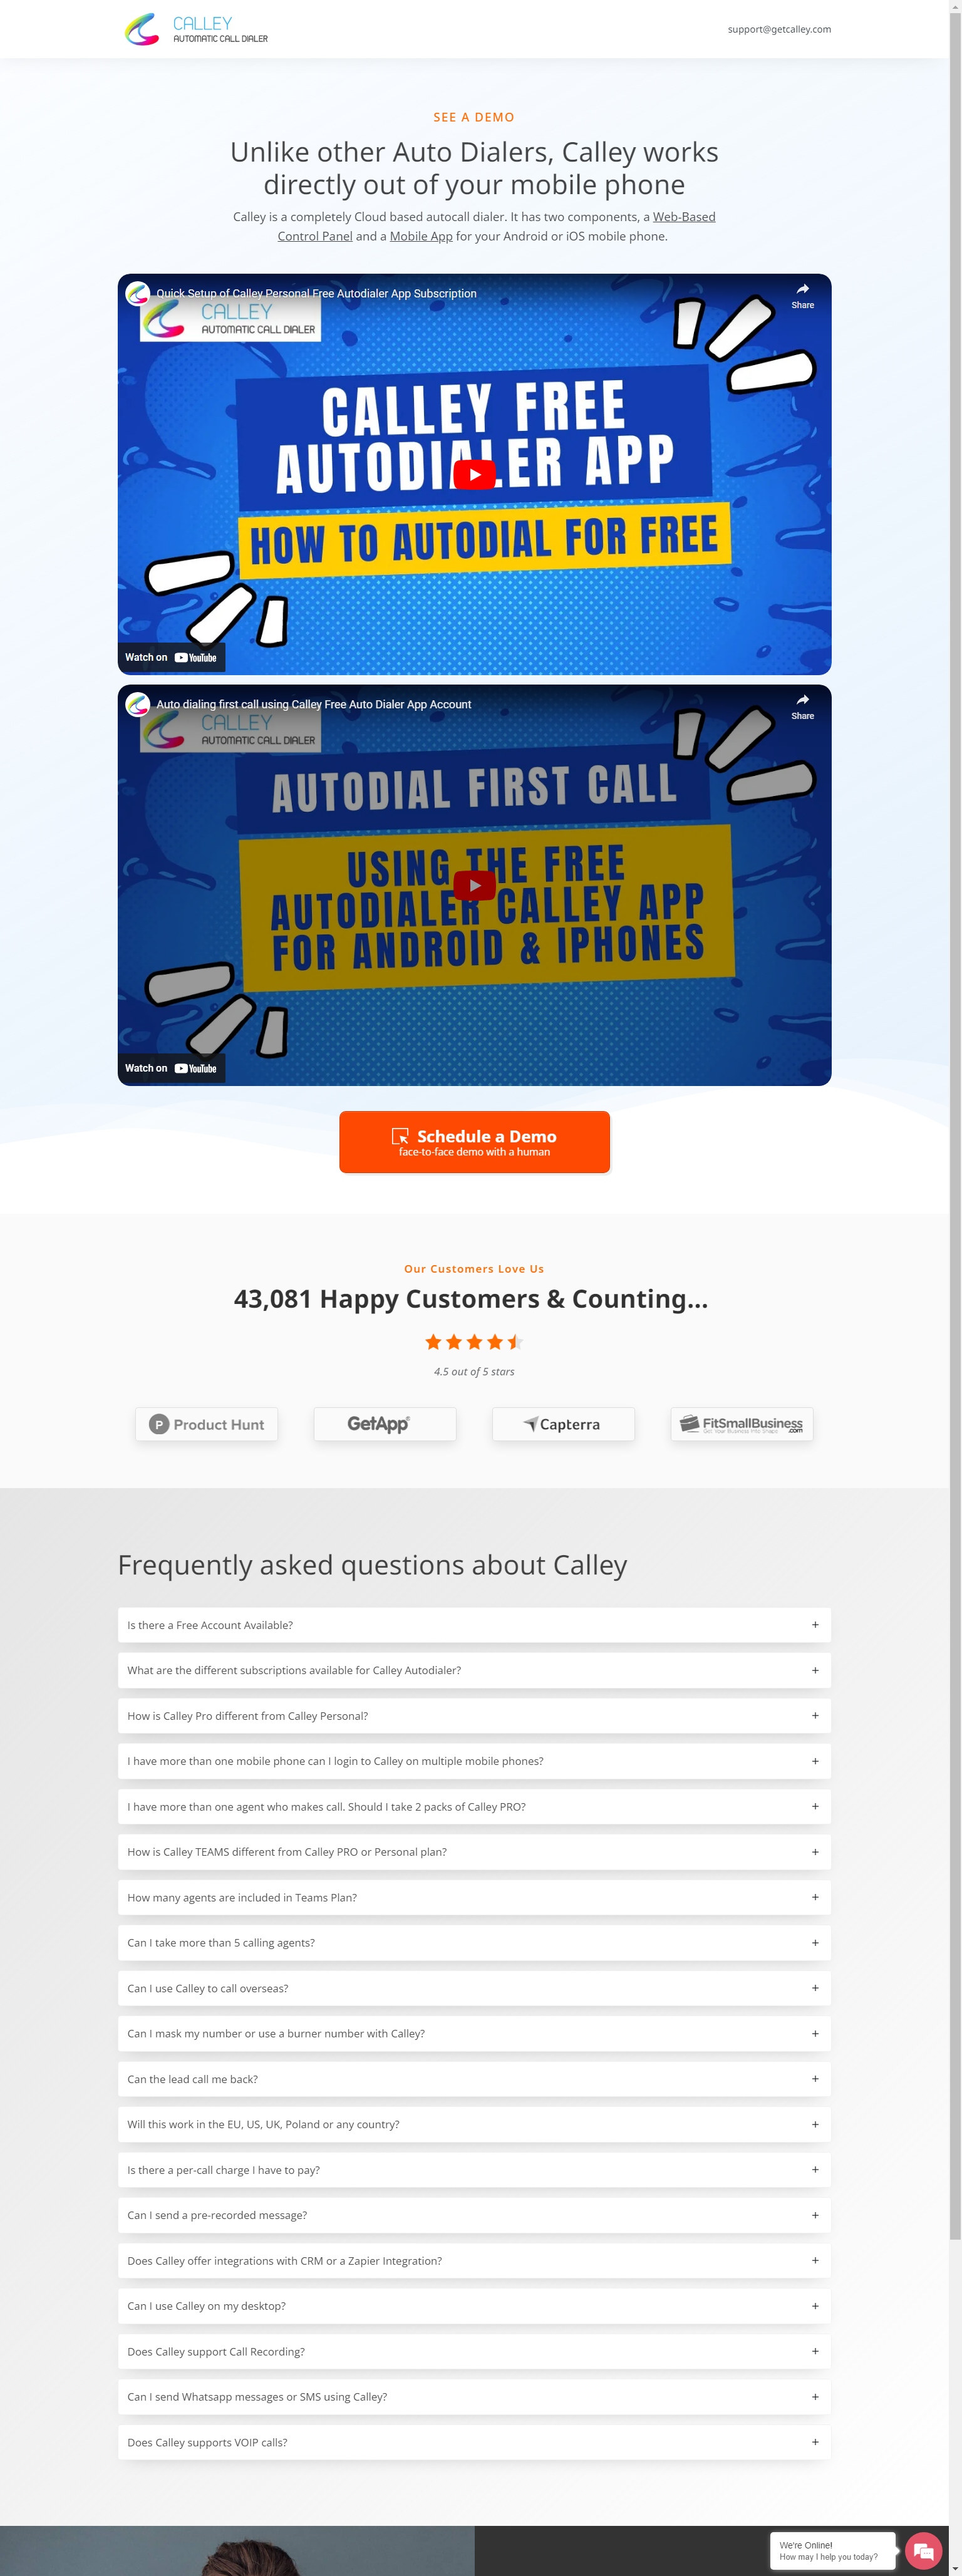 CALLEY
AUTOMATIC CALL DIALER
support@getcalley.com
SEE A DEMO
Unlike other Auto Dialers, Calley works
directly out of your mobile phone
Calley is a completely Cloud based autocall dialer. It has two components, a Web-Based
Control Panel and a Mobile App for your Android or iOS mobile phone.
Quick Setup of Calley Personal Free Autodialer App Subscription
Share
CALLEY
AUTOMATIC CALL DIALER
CALLEY FREE
AUTODIALER APP
HOW TO AUTODIAL FOR FREE
Watch on YouTube
Auto dialing first call using Calley Free Auto Dialer App Account
Share
CALLEY
AUTOMATIC CALL DIALER
AUTODIAL FIRST CALL
USING THE FREE
AUTODIALER CALLEY APP
FOR ANDROID & IPHONES
Watch on YouTube
Schedule a Demo
face-to-face demo with a human
Our Customers Love Us
43,081 Happy Customers & Counting...
4.5 out of 5 stars
P Product Hunt
GetApp
Capterra
FitSmallBusiness
Get Your Business Into Shape .com
Frequently asked questions about Calley
Is there a Free Account Available?
What are the different subscriptions available for Calley Autodialer?
How is Calley Pro different from Calley Personal?
I have more than one mobile phone can I login to Calley on multiple mobile phones?
I have more than one agent who makes call. Should I take 2 packs of Calley PRO?
How is Calley TEAMS different from Calley PRO or Personal plan?
How many agents are included in Teams Plan?
Can I take more than 5 calling agents?
Can I use Calley to call overseas?
Can I mask my number or use a burner number with Calley?
Can the lead call me back?
Will this work in the EU, US, UK, Poland or any country?
Is there a per-call charge I have to pay?
Can I send a pre-recorded message?
Does Calley offer integrations with CRM or a Zapier Integration?
Can I use Calley on my desktop?
Does Calley support Call Recording?
Can I send Whatsapp messages or SMS using Calley?
Does Calley supports VOIP calls?
We're Online!
How may I help you today?